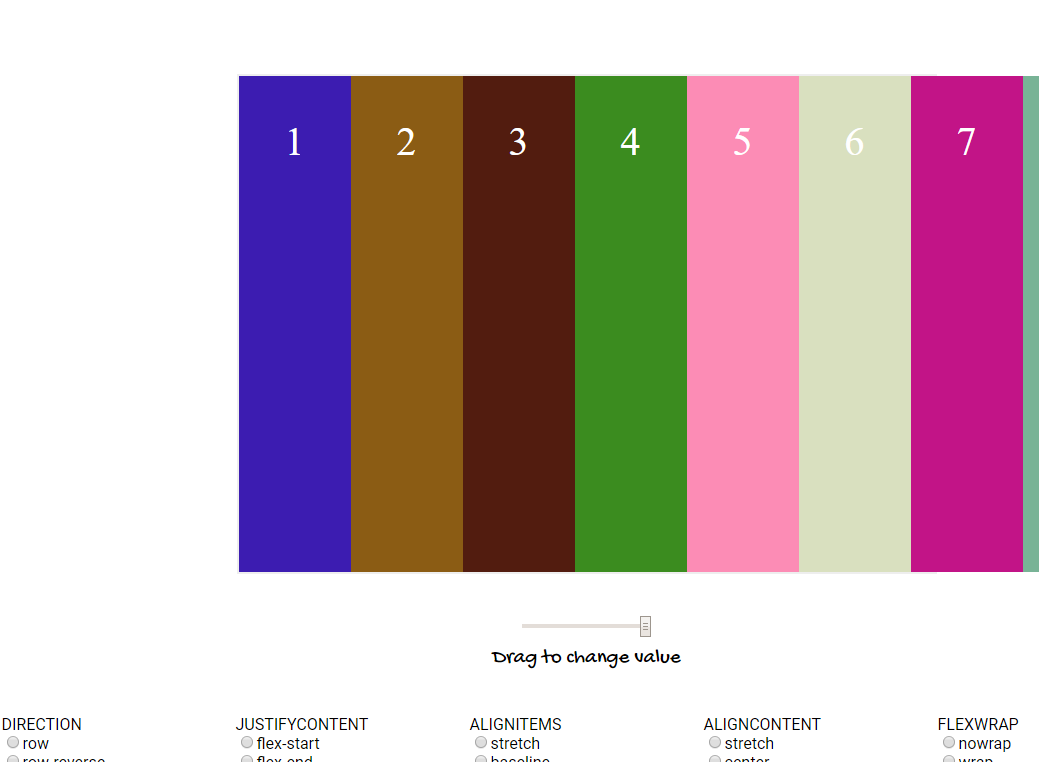 1 2 3 4 5 6 7
Drag to change value
DIRECTION JUSTIFYCONTENT ALIGNITEMS ALIGNCONTENT FLEXWRAP
row flex-start stretch stretch nowrap
row-reverse flex-end baseline center wrap